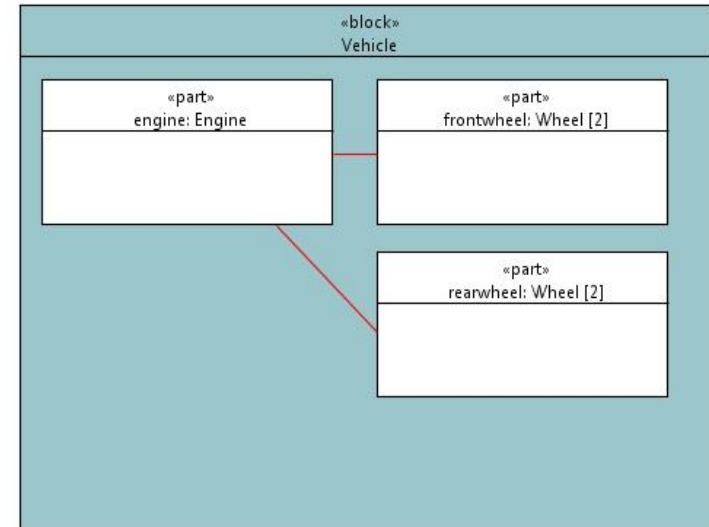 «block»
Vehicle
«part»
engine: Engine
«part»
frontwheel: Wheel [2]
«part»
rearwheel: Wheel [2]